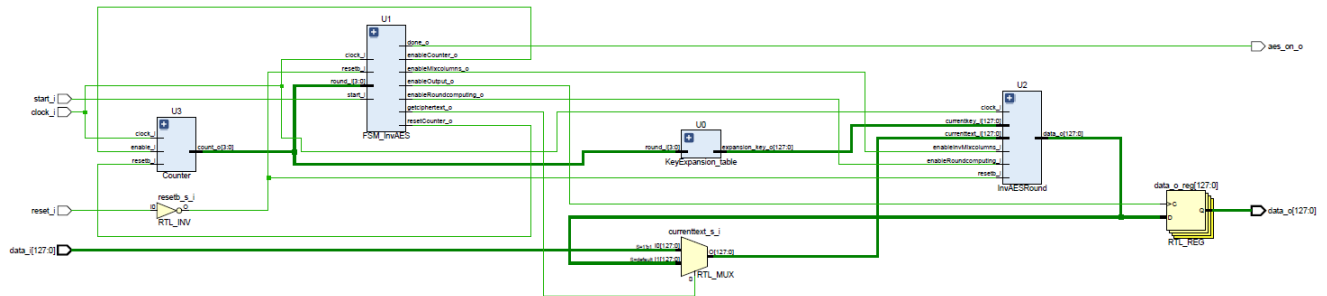 U1
done_o
clock_i
enableCounter_o
resetb_i
enableMixcolumns_o
round_i[3:0]
enableOutput_o
start_i
enableRoundcomputing_o
getciphertext_o
resetCounter_o
FSM_InvAES
aes_on_o
start_i
clock_i
U3
clock_i
enable_i
count_o[3:0]
resetb_i
Counter
U0
round_i[3:0]
expansion_key_o[127:0]
KeyExpansion_table
U2
clock_i
currentkey_i[127:0]
currenttext_i[127:0]
data_o[127:0]
enableInvMixcolumns_i
enableRoundcomputing_i
resetb_i
InvAESRound
resetb_s_i
reset_i
I0
O
RTL_INV
data_o_reg[127:0]
C
Q
D
RTL_REG
data_o[127:0]
currenttext_s_i
data_i[127:0]
S=1'b1
I0[127:0]
O[127:0]
S=default
I1[127:0]
RTL_MUX
S